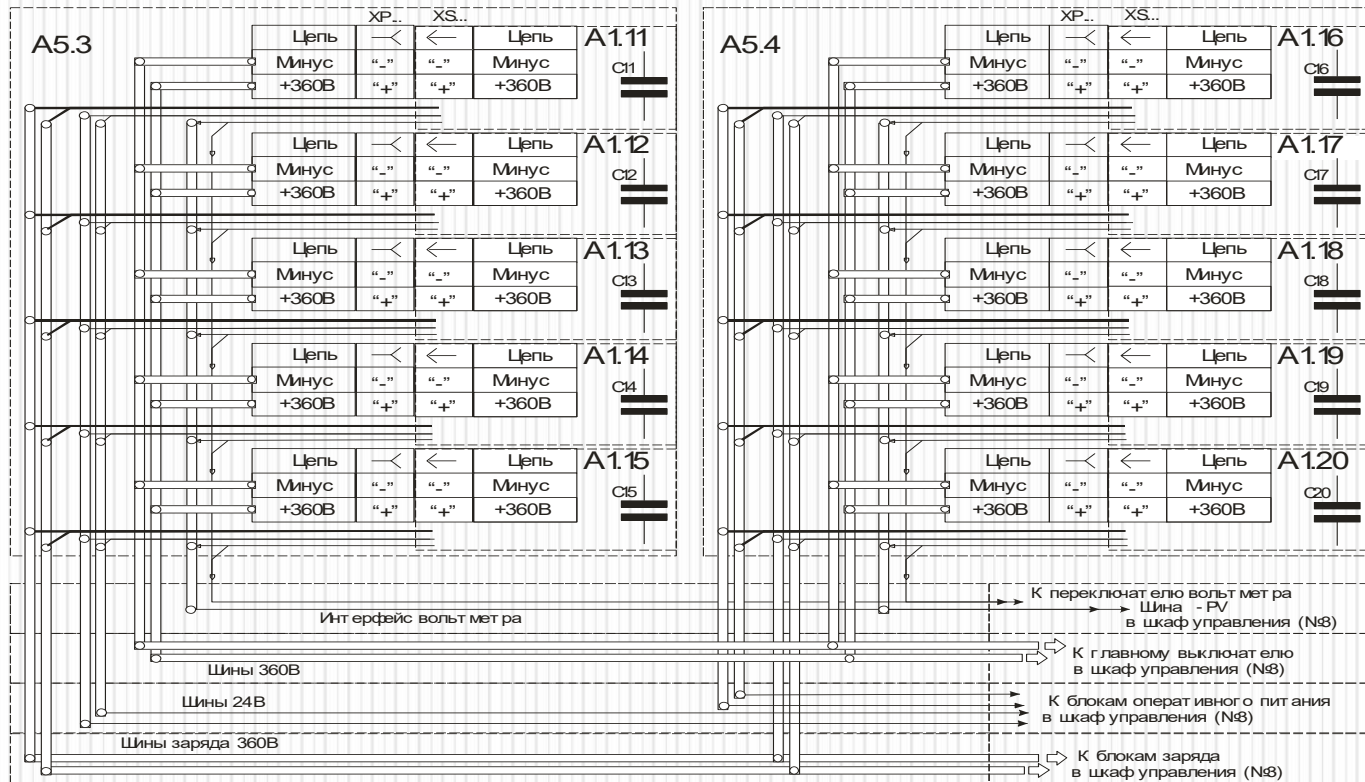 XP... XS...
A5.3
Цепь Цепь A1.11
Минус “-” “-” Минус C11
+360В “+” “+” +360В
Цепь Цепь A1.12
Минус “-” “-” Минус C12
+360В “+” “+” +360В
Цепь Цепь A1.13
Минус “-” “-” Минус C13
+360В “+” “+” +360В
Цепь Цепь A1.14
Минус “-” “-” Минус C14
+360В “+” “+” +360В
Цепь Цепь A1.15
Минус “-” “-” Минус C15
+360В “+” “+” +360В
XP... XS...
A5.4
Цепь Цепь A1.16
Минус “-” “-” Минус C16
+360В “+” “+” +360В
Цепь Цепь A1.17
Минус “-” “-” Минус C17
+360В “+” “+” +360В
Цепь Цепь A1.18
Минус “-” “-” Минус C18
+360В “+” “+” +360В
Цепь Цепь A1.19
Минус “-” “-” Минус C19
+360В “+” “+” +360В
Цепь Цепь A1.20
Минус “-” “-” Минус C20
+360В “+” “+” +360В
Интерфейс вольтметра
К переключателю вольтметра
Шина -PV
в шкаф управления (№8)
Шины 360В
К главному выключателю
в шкаф управления (№8)
Шины 24В
К блокам оперативного питания
в шкаф управления (№8)
Шины заряда 360В
К блокам заряда
в шкаф управления (№8)